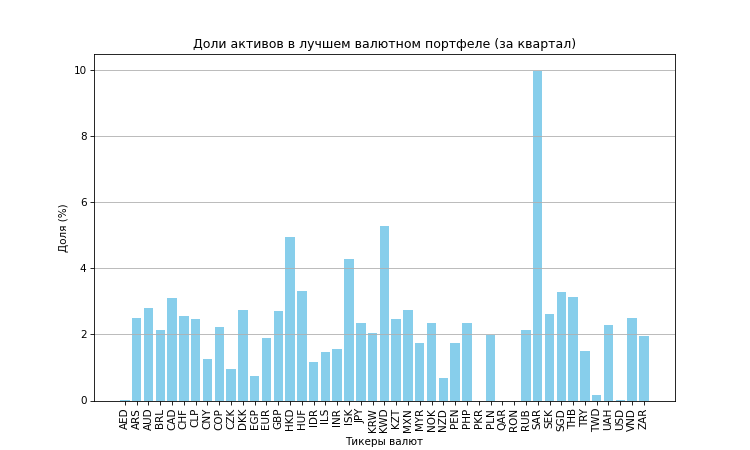 Доли активов в лучшем валютном портфеле (за квартал)
Доля (%)
10
8
6
4
2
0
AED ARS AUD BRL CAD CHF CLP CNY COP CZK DKK EGP EUR GBP HKD HUF IDR ILS INR ISK JPY KRW KWD KZT MXN MYR NOK NZD PEN PHP PKR PLN QAR RON RUB SAR SEK SGD THB TRY TWD UAH USD VND ZAR
Тикеры валют